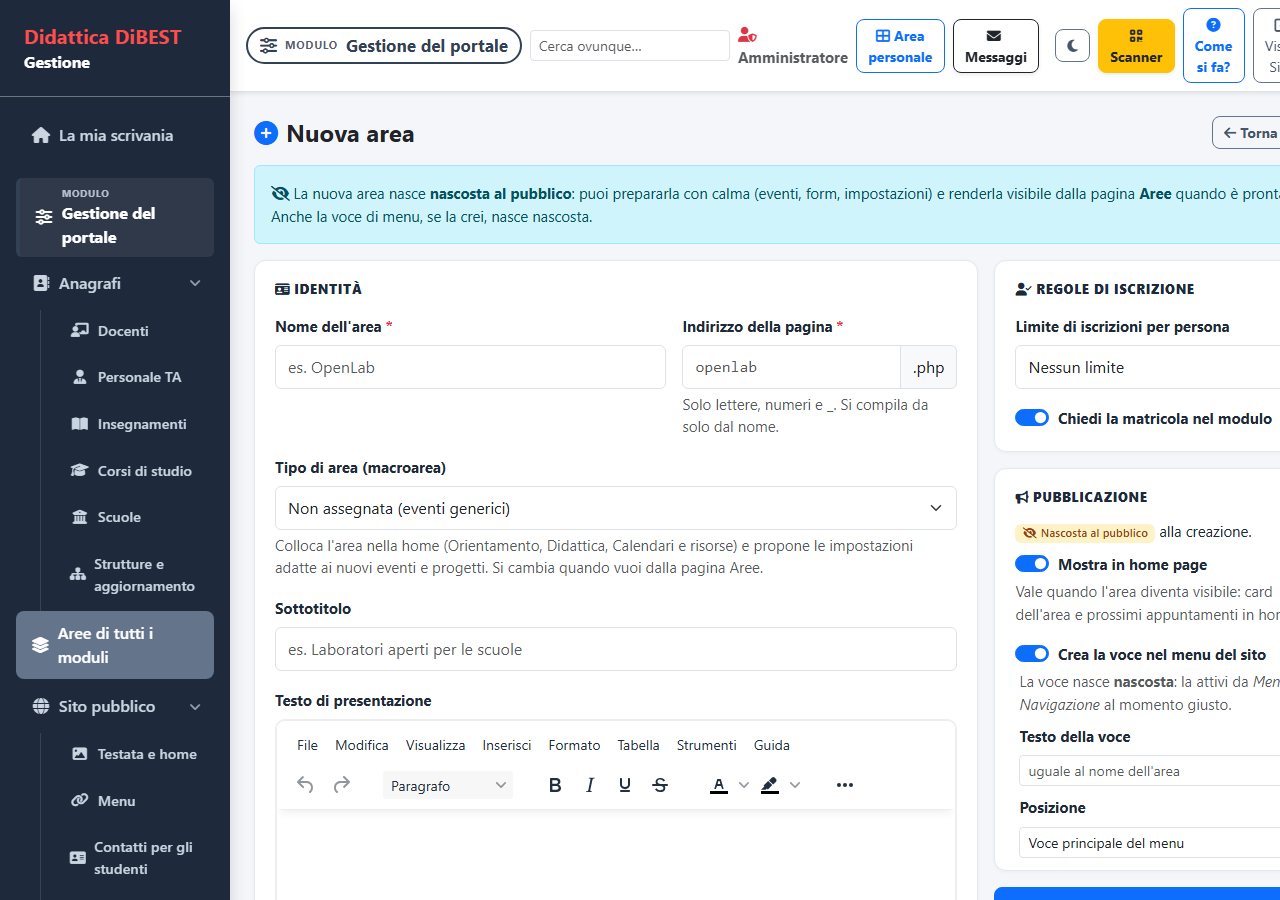 Didattica DiBEST
Gestione
La mia scrivania
MODULO
Gestione del
portale
Anagrafi
Docenti
Personale TA
Insegnamenti
Corsi di studio
Scuole
Strutture e
aggiornamento
Aree di tutti i
moduli
Sito pubblico
Testata e home
Menu
Contatti per gli
studenti
MODULO Gestione del portale
Cerca ovunque...
Amministratore
Area
personale
Messaggi
Scanner
Come
si fa?
Nuova area
Torna
La nuova area nasce nascosta al pubblico: puoi prepararla con calma (eventi, form, impostazioni) e renderla visibile dalla pagina Aree quando è
Anche la voce di menu, se la crei, nasce nascosta.
IDENTITÀ
Nome dell'area *
es. OpenLab
Indirizzo della pagina *
openlab .php
Solo lettere, numeri e _. Si compila da
solo dal nome.
Tipo di area (macroarea)
Non assegnata (eventi generici)
Colloca l'area nella home (Orientamento, Didattica, Calendari e risorse) e propone le impostazioni
adatte ai nuovi eventi e progetti. Si cambia quando vuoi dalla pagina Aree.
Sottotitolo
es. Laboratori aperti per le scuole
Testo di presentazione
File Modifica Visualizza Inserisci Formato Tabella Strumenti Guida
Paragrafo B I U S A
REGOLE DI ISCRIZIONE
Limite di iscrizioni per persona
Nessun limite
Chiedi la matricola nel modulo
PUBBLICAZIONE
Nascosta al pubblico alla creazione.
Mostra in home page
Vale quando l'area diventa visibile: card
dell'area e prossimi appuntamenti in
Crea la voce nel menu del sito
La voce nasce nascosta: la attivi da
Navigazione al momento giusto.
Testo della voce
uguale al nome dell'area
Posizione
Voce principale del menu